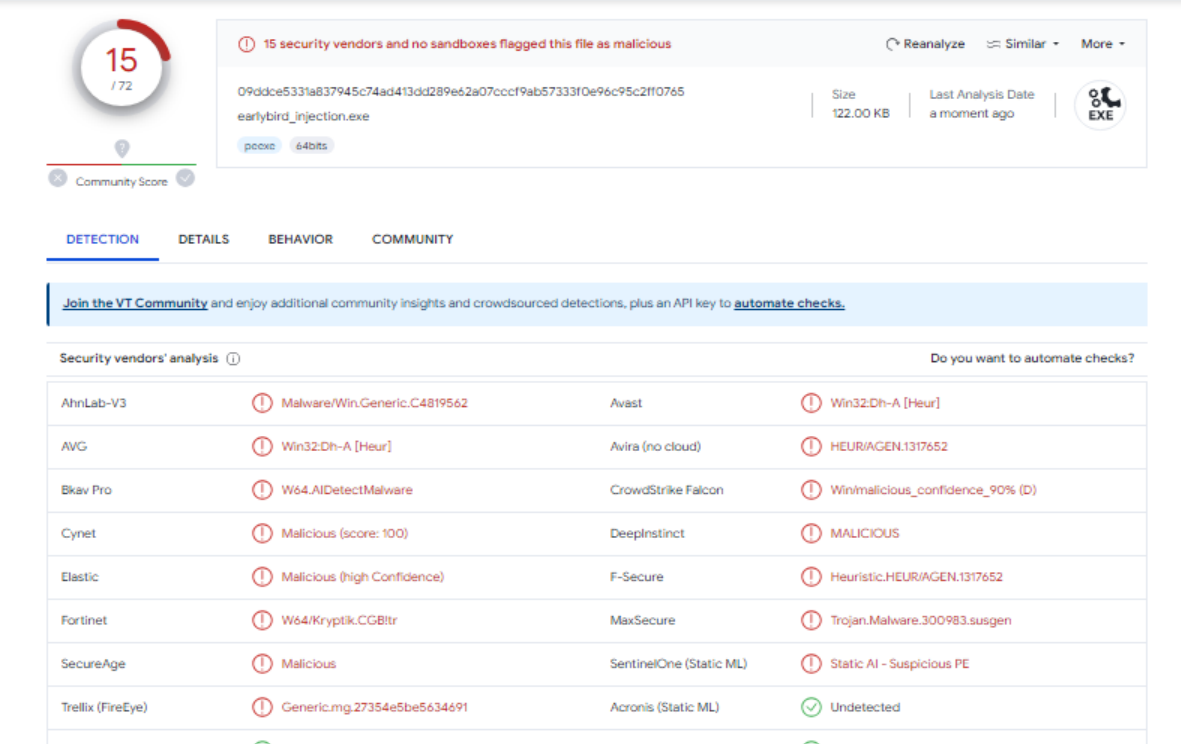 15
/ 72
Community Score
15 security vendors and no sandboxes flagged this file as malicious
Reanalyze Similar More
09ddce5331a837945c74ad413dd289e62a07cccf9ab57333f0e96c95c2ff0765
earlybird_injection.exe
peexe 64bits
Size
122.00 KB
Last Analysis Date
a moment ago
EXE
DETECTION DETAILS BEHAVIOR COMMUNITY
Join the VT Community and enjoy additional community insights and crowdsourced detections, plus an API key to automate checks.
Security vendors' analysis Do you want to automate checks?
AhnLab-V3 Malware/Win.Generic.C4819562 Avast Win32:Dh-A [Heur]
AVG Win32:Dh-A [Heur] Avira (no cloud) HEUR/AGEN.1317652
Bkav Pro W64.AIDetectMalware CrowdStrike Falcon Win/malicious_confidence_90% (D)
Cynet Malicious (score: 100) DeepInstinct MALICIOUS
Elastic Malicious (high Confidence) F-Secure Heuristic.HEUR/AGEN.1317652
Fortinet W64/Kryptik.CGB!tr MaxSecure Trojan.Malware.300983.susgen
SecureAge Malicious SentinelOne (Static ML) Static AI - Suspicious PE
Trellix (FireEye) Generic.mg.27354e5be5634691 Acronis (Static ML) Undetected